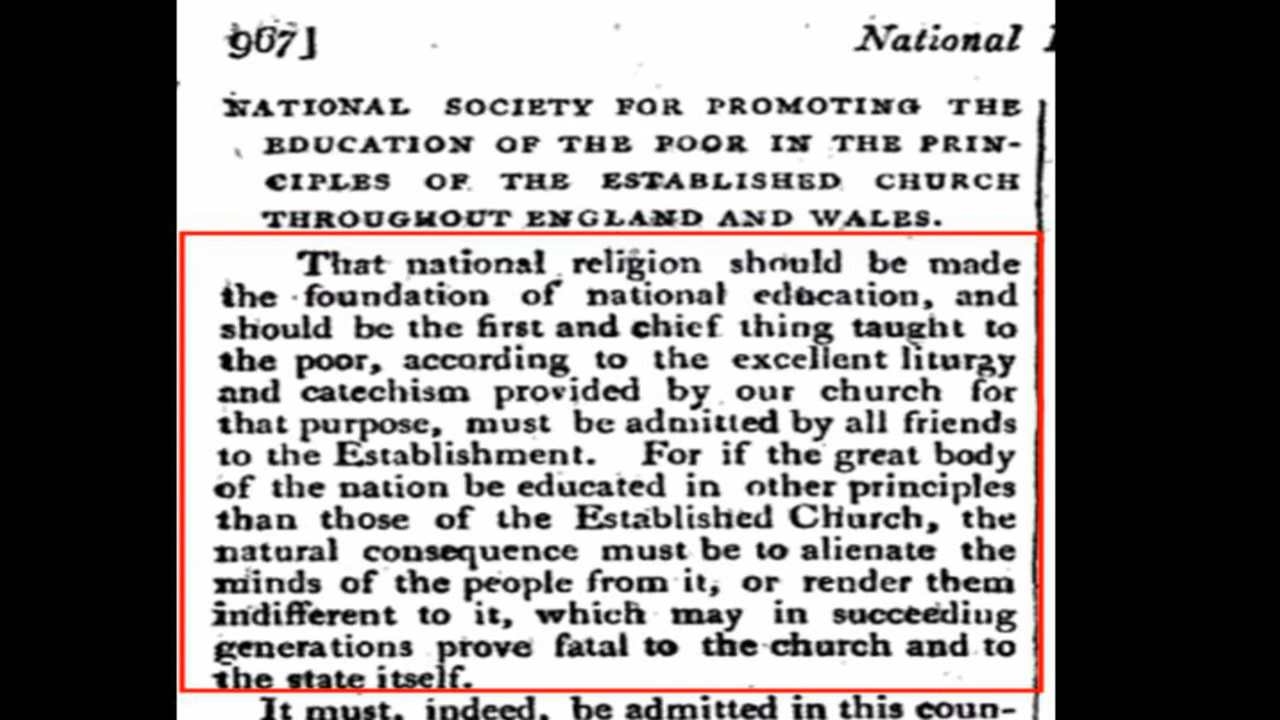 967]
National
NATIONAL SOCIETY FOR PROMOTING THE
EDUCATION OF THE POOR IN THE PRIN-
CIPLES OF THE ESTABLISHED CHURCH
THROUGHOUT ENGLAND AND WALES.
That national religion should be made
the foundation of national education, and
should be the first and chief thing taught to
the poor, according to the excellent liturgy
and catechism provided by our church for
that purpose, must be admitted by all friends
to the Establishment. For if the great body
of the nation be educated in other principles
than those of the Established Church, the
natural consequence must be to alienate the
minds of the people from it, or render them
indifferent to it, which may in succeeding
generations prove fatal to the church and to
the state itself.
It must, indeed, be admitted in this coun-